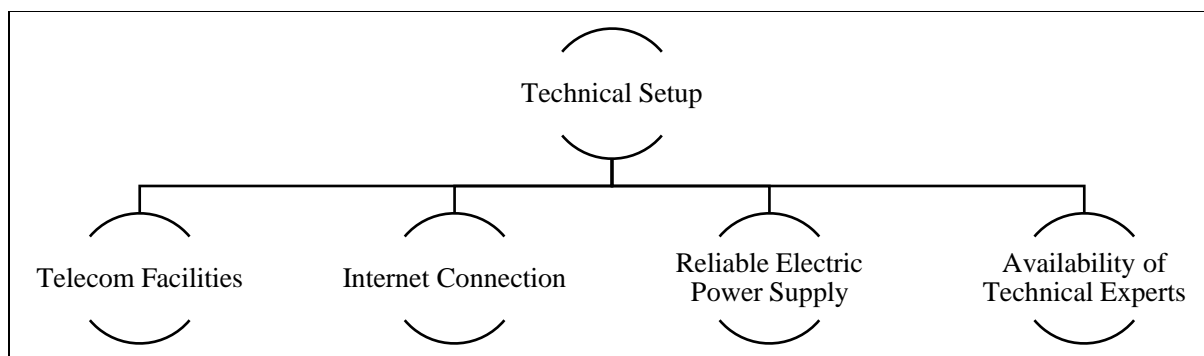 Technical Setup
Telecom Facilities
Internet Connection
Reliable Electric
Power Supply
Availability of
Technical Experts